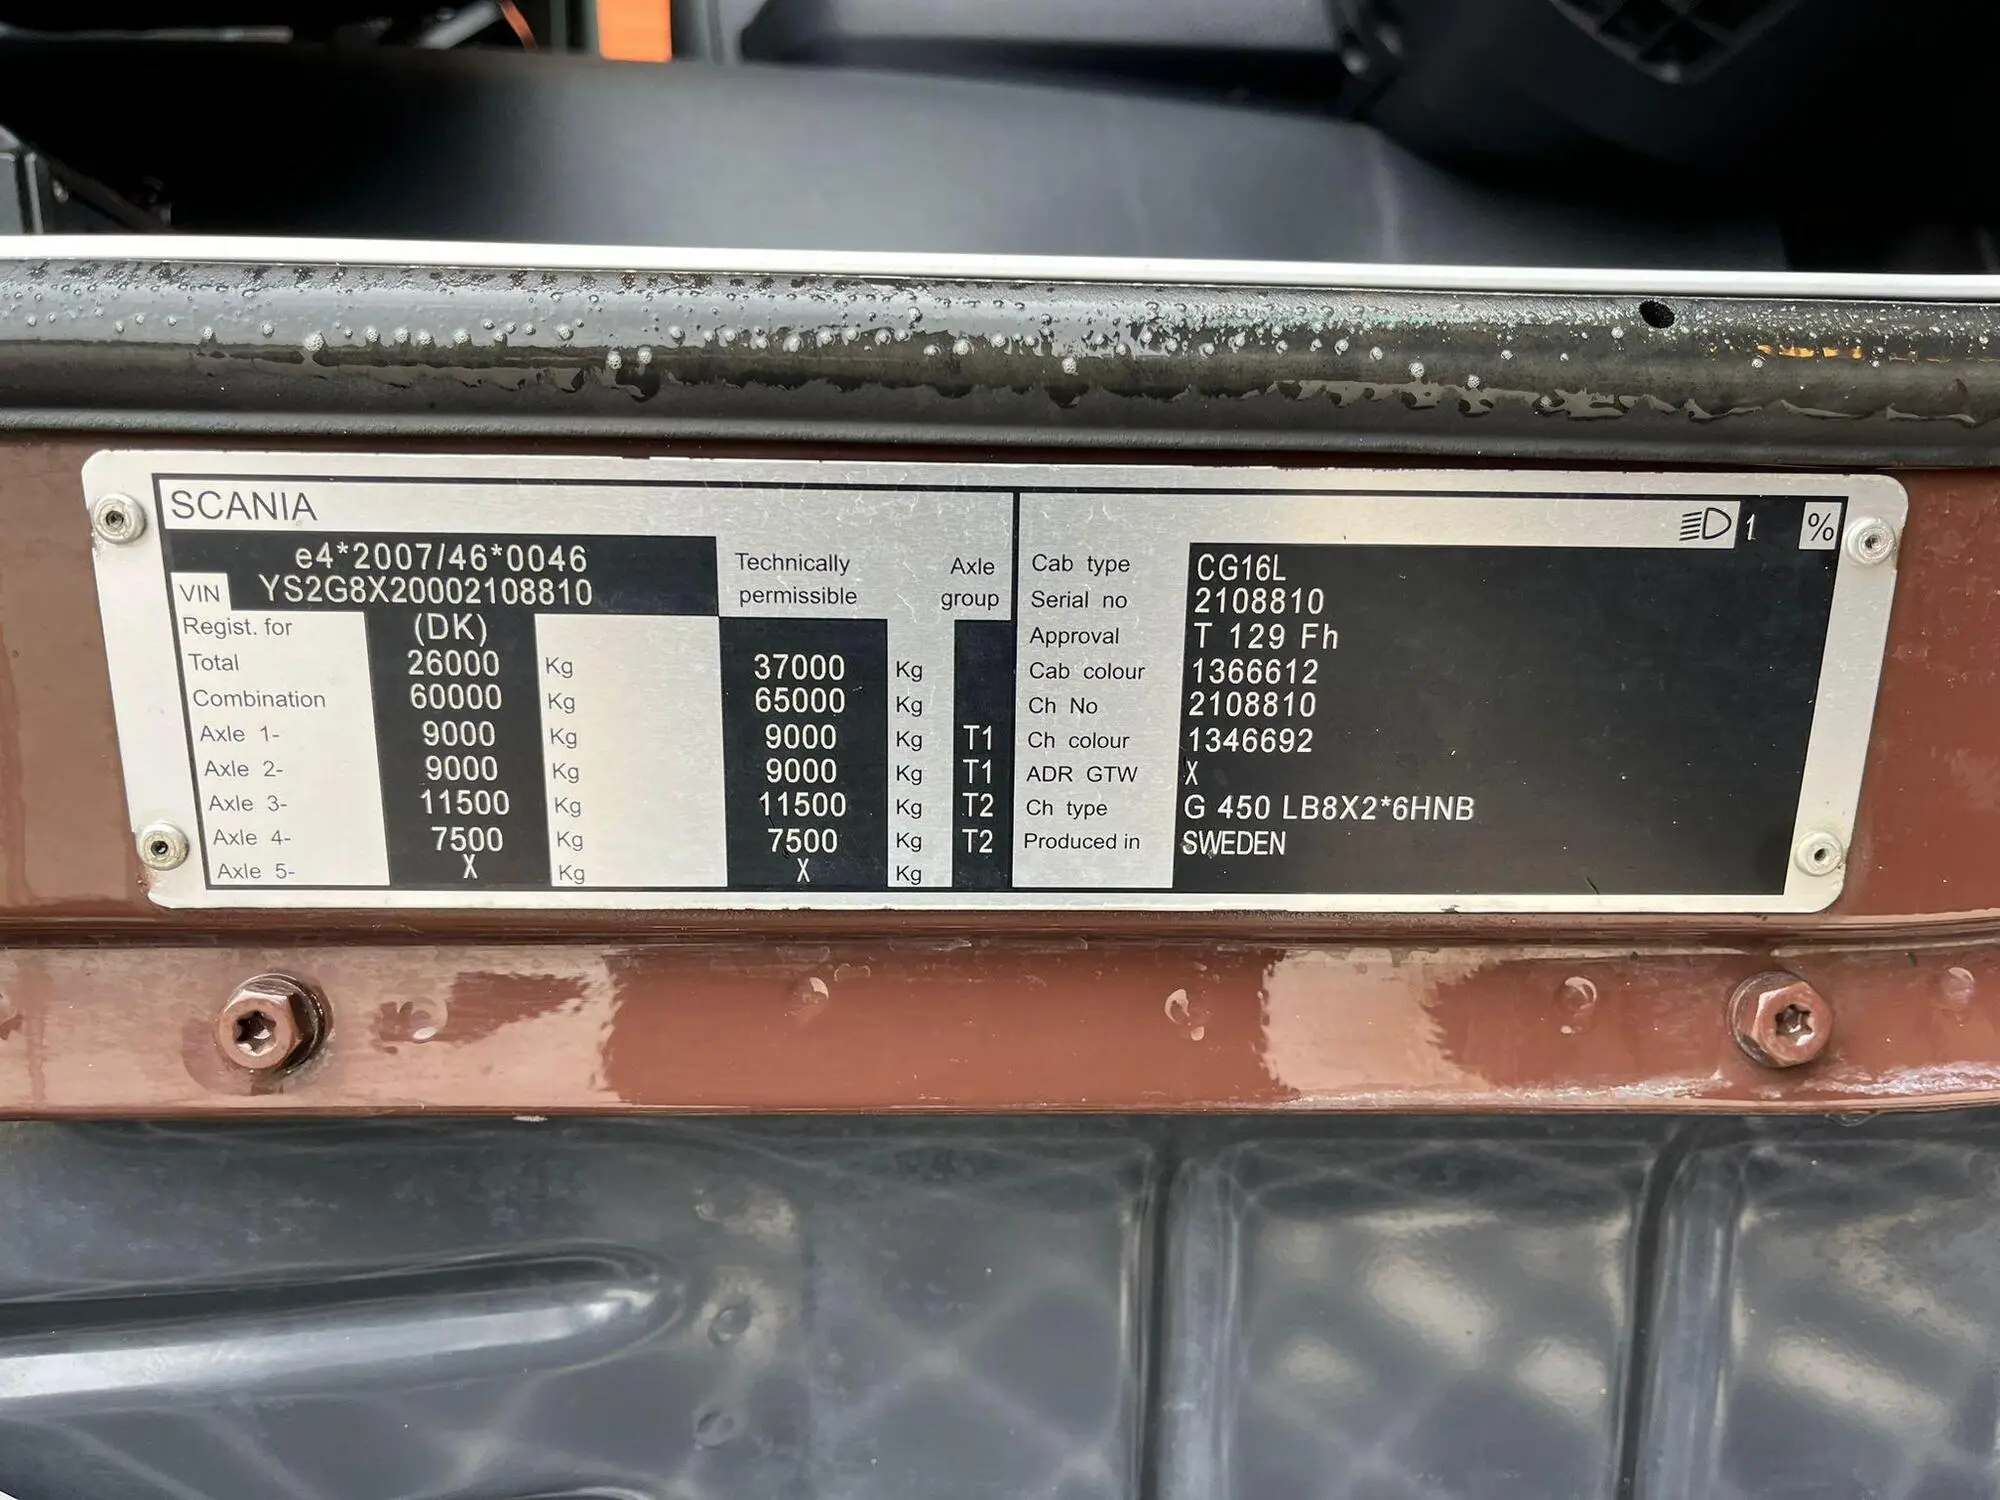 SCANIA
1 %
e4*2007/46*0046
VIN YS2G8X20002108810
Technically permissible
Axle group
Regist. for (DK)
Total 26000 Kg 37000 Kg
Combination 60000 Kg 65000 Kg
Axle 1- 9000 Kg 9000 Kg T1
Axle 2- 9000 Kg 9000 Kg T1
Axle 3- 11500 Kg 11500 Kg T2
Axle 4- 7500 Kg 7500 Kg T2
Axle 5- X Kg X Kg
Cab type CG16L
Serial no 2108810
Approval T 129 Fh
Cab colour 1366612
Ch No 2108810
Ch colour 1346692
ADR GTW X
Ch type G 450 LB8X2*6HNB
Produced in SWEDEN